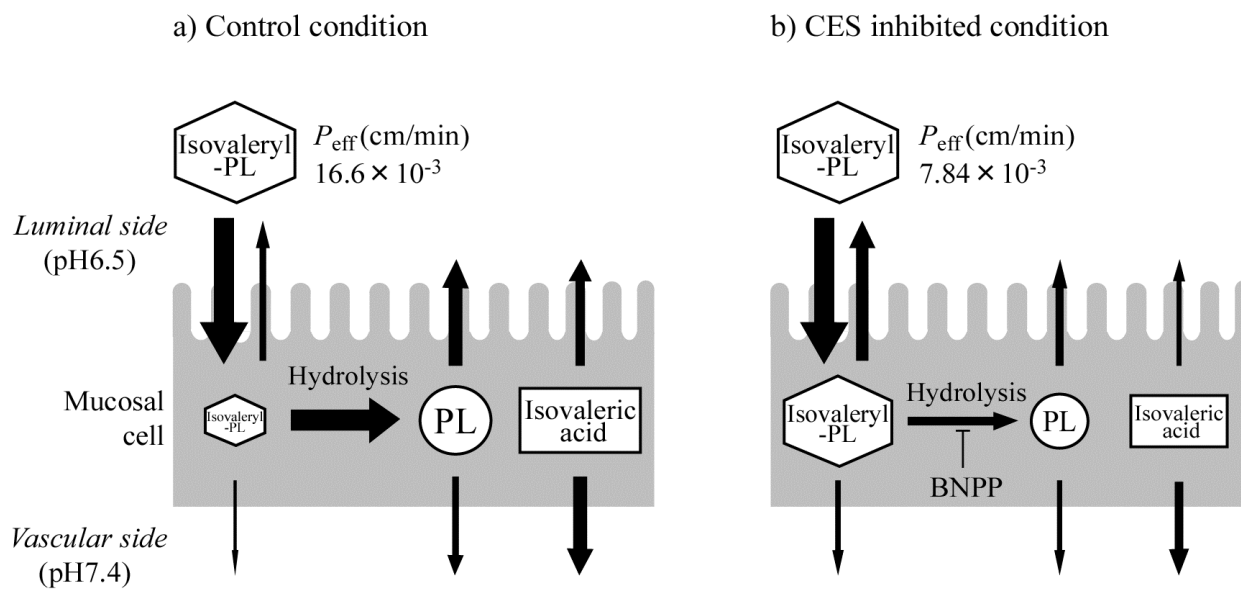 a) Control condition
Isovaleryl
-PL
P_eff (cm/min)
16.6 × 10⁻³
Luminal side
(pH6.5)
Mucosal
cell
Isovaleryl
-PL
Hydrolysis
PL
Isovaleric
acid
Vascular side
(pH7.4)
b) CES inhibited condition
Isovaleryl
-PL
P_eff (cm/min)
7.84 × 10⁻³
Isovaleryl
-PL
Hydrolysis
BNPP
PL
Isovaleric
acid